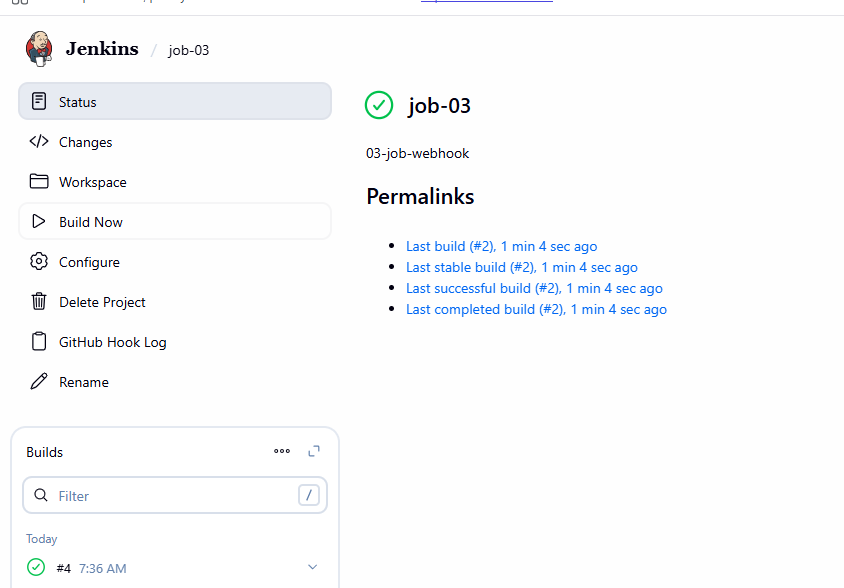 Jenkins / job-03
Status
Changes
Workspace
Build Now
Configure
Delete Project
GitHub Hook Log
Rename
Builds
Filter /
Today
#4 7:36 AM
job-03
03-job-webhook
Permalinks
Last build (#2), 1 min 4 sec ago
Last stable build (#2), 1 min 4 sec ago
Last successful build (#2), 1 min 4 sec ago
Last completed build (#2), 1 min 4 sec ago